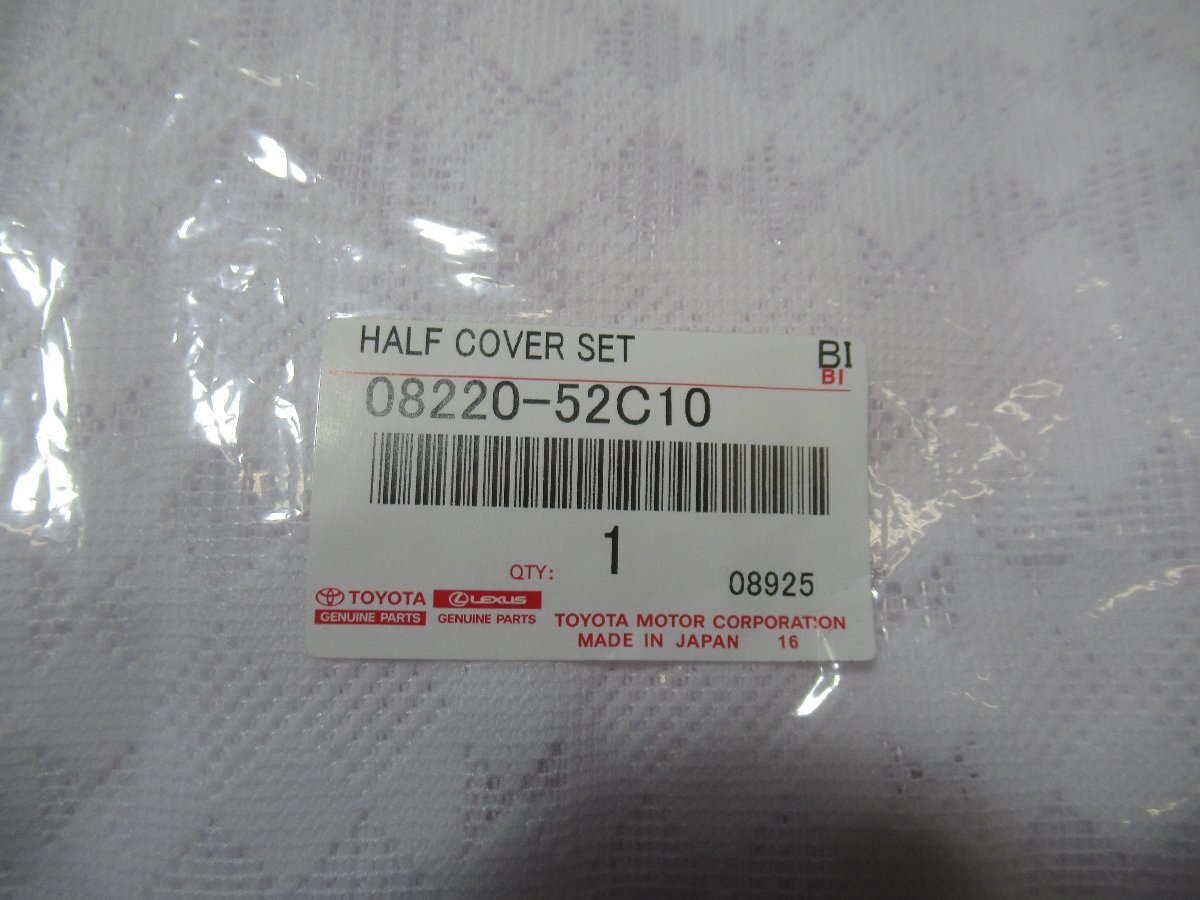 HALF COVER SET
BI
BI
08220-52C10
QTY: 1
08925
TOYOTA LEXUS
GENUINE PARTS GENUINE PARTS
TOYOTA MOTOR CORPORATION
MADE IN JAPAN 16